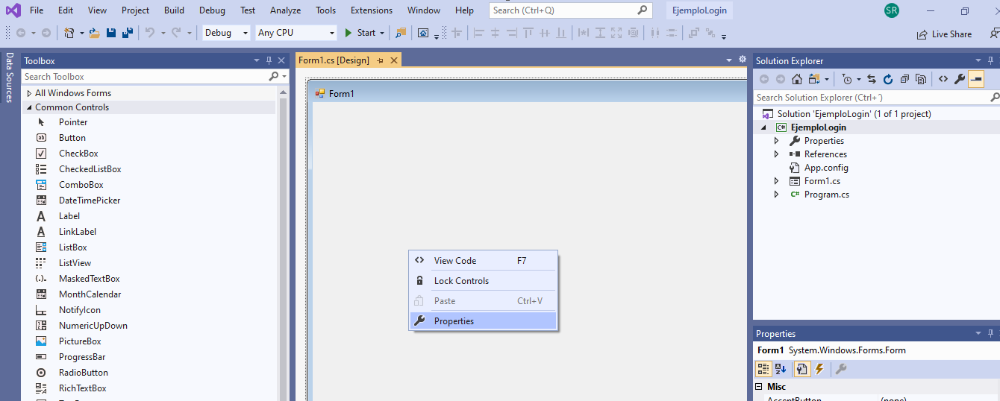 File Edit View Project Build Debug Test Analyze Tools Extensions Window Help Search (Ctrl+Q) EjemploLogin SR
Debug Any CPU Start Live Share
Data Sources
Toolbox
Search Toolbox
All Windows Forms
Common Controls
Pointer
Button
CheckBox
CheckedListBox
ComboBox
DateTimePicker
Label
LinkLabel
ListBox
ListView
MaskedTextBox
MonthCalendar
NotifyIcon
NumericUpDown
PictureBox
ProgressBar
RadioButton
RichTextBox
Form1.cs [Design]
Form1
View Code F7
Lock Controls
Paste Ctrl+V
Properties
Solution Explorer
Search Solution Explorer (Ctrl+´)
Solution 'EjemploLogin' (1 of 1 project)
C# EjemploLogin
Properties
References
App.config
Form1.cs
C# Program.cs
Properties
Form1 System.Windows.Forms.Form
Misc
AcceptButton (none)